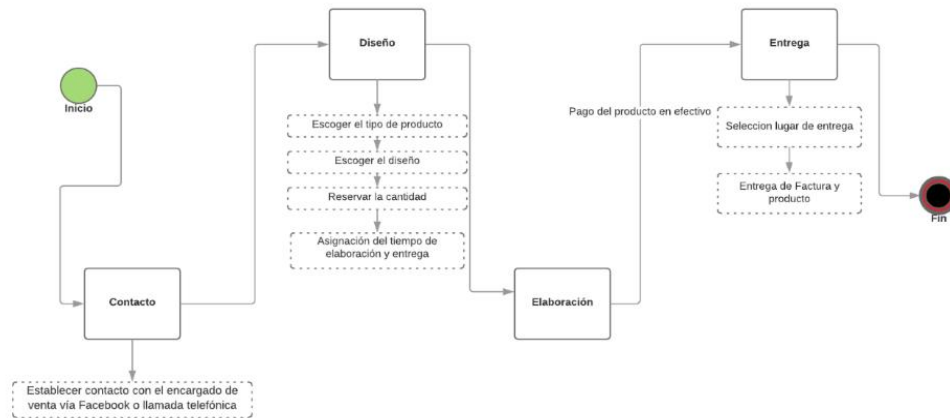 Inicio
Contacto
Establecer contacto con el encargado de
venta vía Facebook o llamada telefónica
Diseño
Escoger el tipo de producto
Escoger el diseño
Reservar la cantidad
Asignación del tiempo de
elaboración y entrega
Elaboración
Pago del producto en efectivo
Entrega
Seleccion lugar de entrega
Entrega de Factura y
producto
Fin